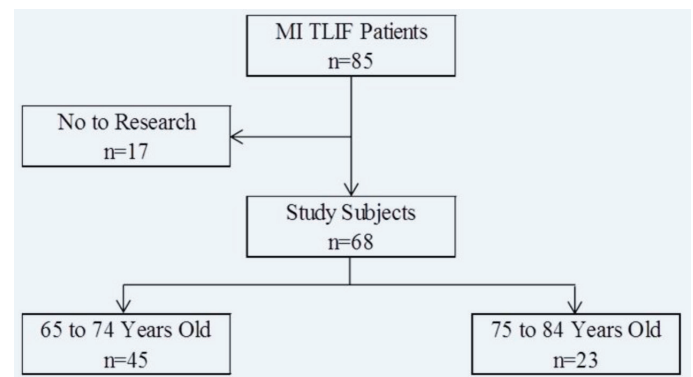 MI TLIF Patients
n=85
No to Research
n=17
Study Subjects
n=68
65 to 74 Years Old
n=45
75 to 84 Years Old
n=23